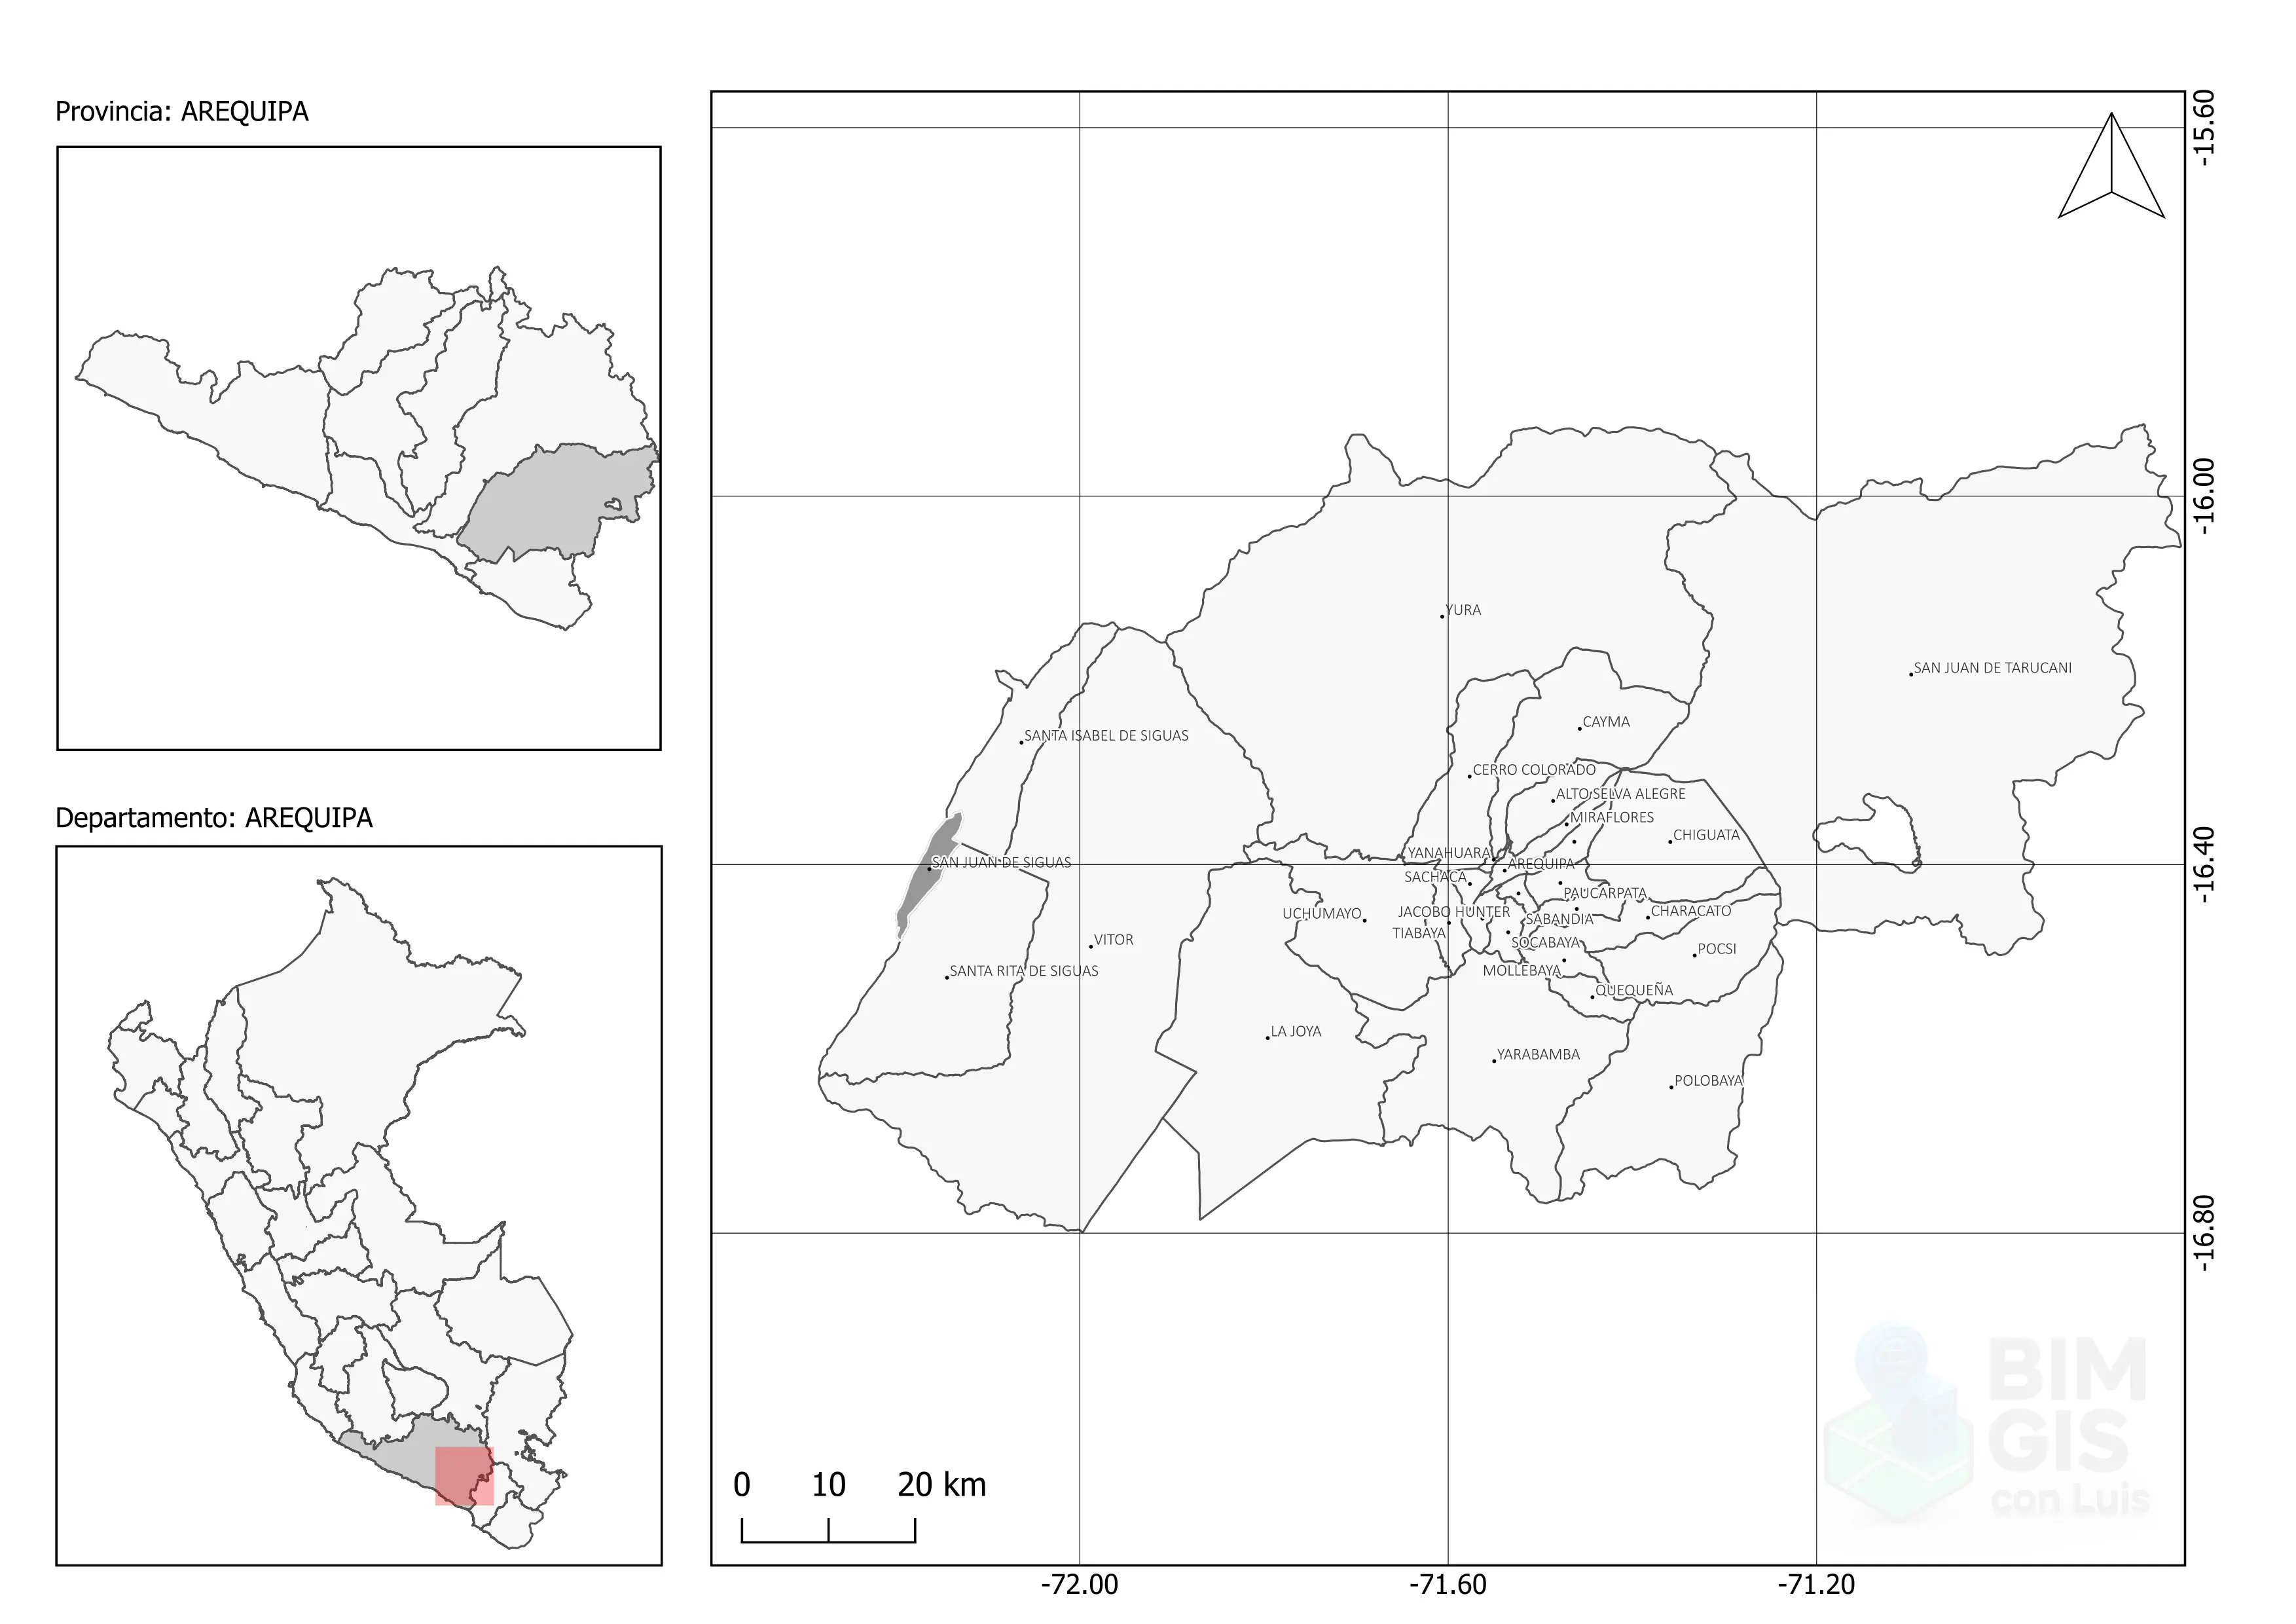 Provincia: AREQUIPA
Departamento: AREQUIPA
-15.60
-16.00
-16.40
-16.80
YURA
SAN JUAN DE TARUCANI
CAYMA
SANTA ISABEL DE SIGUAS
CERRO COLORADO
ALTO SELVA ALEGRE
MIRAFLORES
CHIGUATA
YANAHUARA
SAN JUAN DE SIGUAS
AREQUIPA
SACHACA
PAUCARPATA
UCHUMAYO
JACOBO HUNTER
CHARACATO
SABANDIA
TIABAYA
VITOR
SOCABAYA
POCSI
SANTA RITA DE SIGUAS
MOLLEBAYA
QUEQUEÑA
LA JOYA
YARABAMBA
POLOBAYA
BIM
GIS
con Luis
0 10 20 km
-72.00 -71.60 -71.20